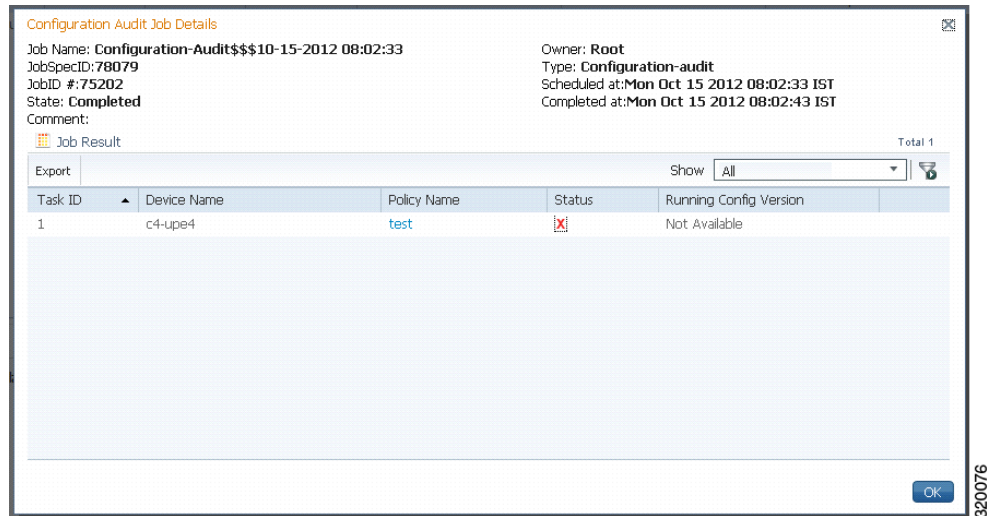 Configuration Audit Job Details
Job Name: Configuration-Audit$$$10-15-2012 08:02:33
JobSpecID:78079
JobID #:75202
State: Completed
Comment:
Owner: Root
Type: Configuration-audit
Scheduled at:Mon Oct 15 2012 08:02:33 IST
Completed at:Mon Oct 15 2012 08:02:43 IST
Job Result
Total 1
Export
Show All
Task ID Device Name Policy Name Status Running Config Version
1 c4-upe4 test X Not Available
OK
320076